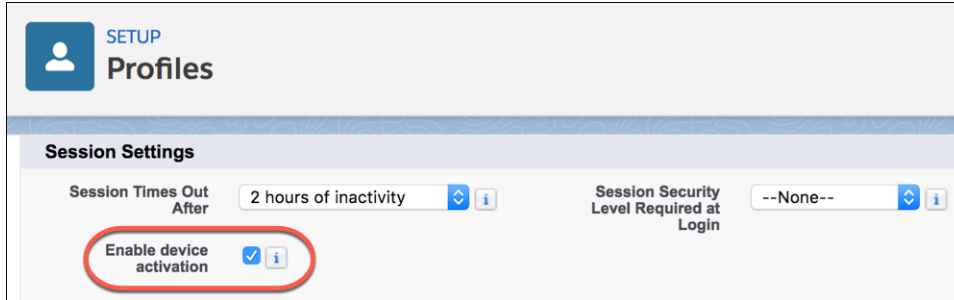 SETUP
Profiles
Session Settings
Session Times Out
After
2 hours of inactivity
i
Session Security
Level Required at
Login
--None--
i
Enable device
activation
i